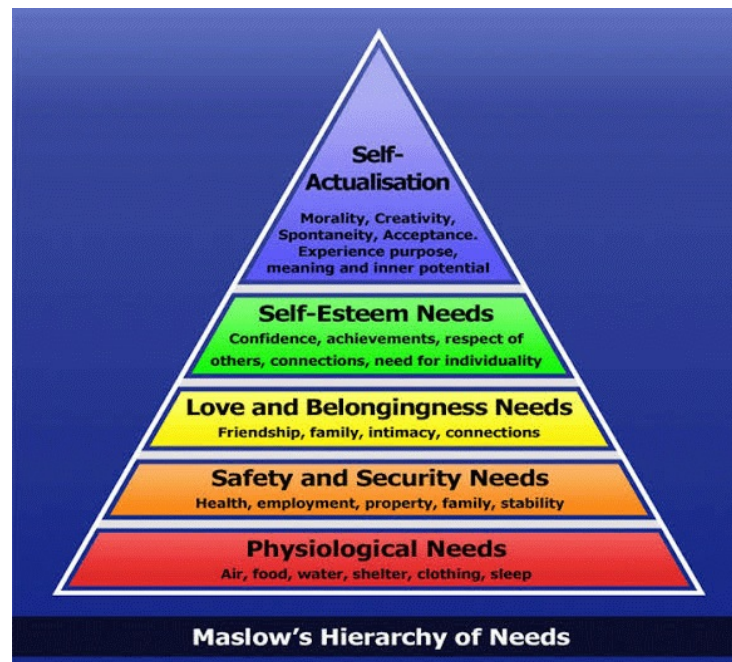 Self-
Actualisation
Morality, Creativity,
Spontaneity, Acceptance.
Experience purpose,
meaning and inner potential
Self-Esteem Needs
Confidence, achievements, respect of
others, connections, need for individuality
Love and Belongingness Needs
Friendship, family, intimacy, connections
Safety and Security Needs
Health, employment, property, family, stability
Physiological Needs
Air, food, water, shelter, clothing, sleep
Maslow's Hierarchy of Needs